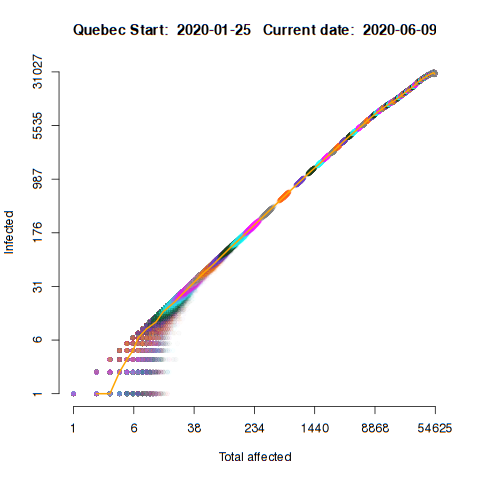 Quebec Start:  2020-01-25   Current date:  2020-06-09
31027
5535
987
176
31
6
1
Infected
1 6 38 234 1440 8868 54625
Total affected